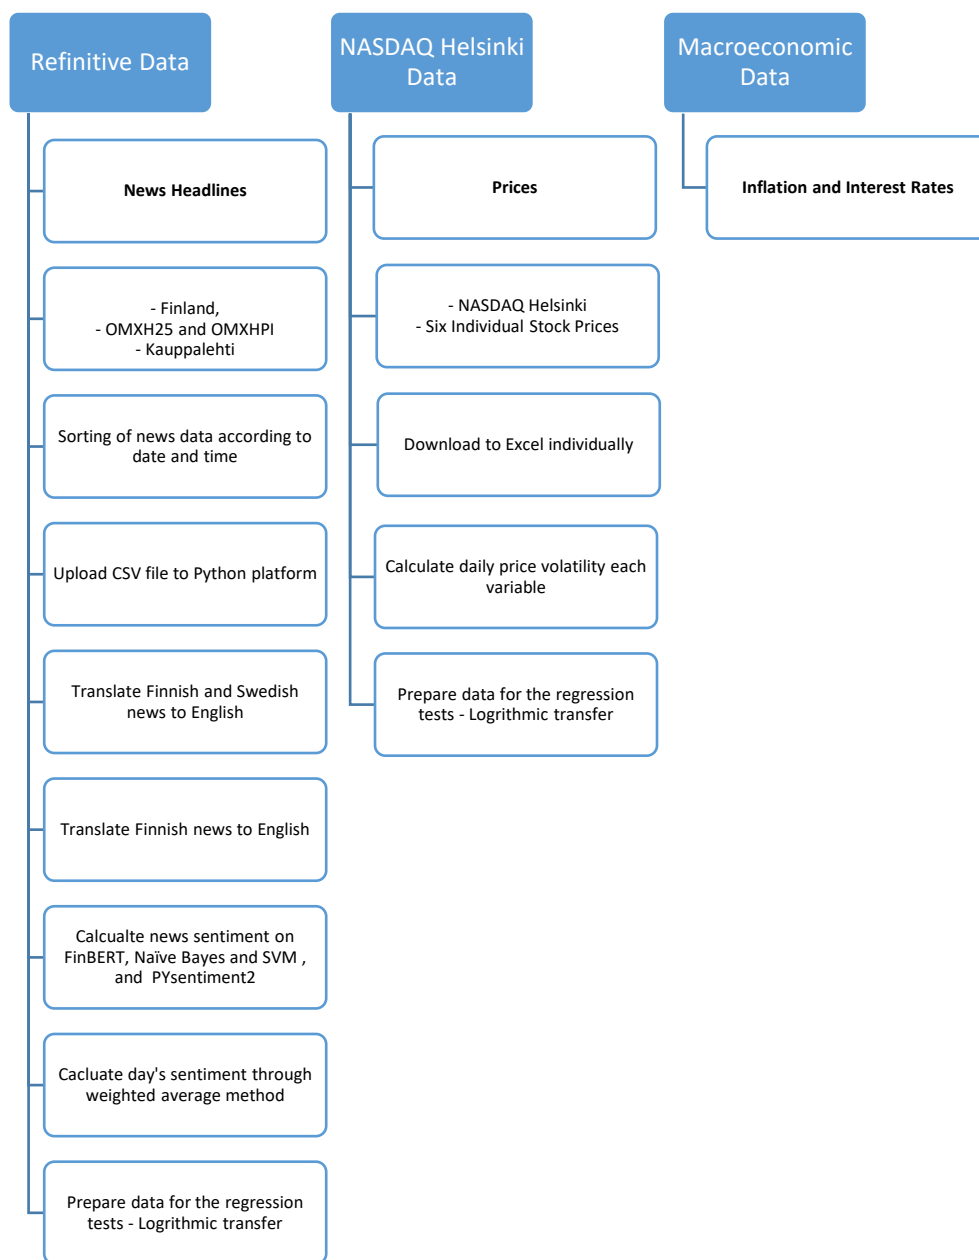 Refinitive Data
News Headlines
- Finland,
- OMXH25 and OMXHPI
- Kauppalehti
Sorting of news data according to
date and time
Upload CSV file to Python platform
Translate Finnish and Swedish
news to English
Translate Finnish news to English
Calcualte news sentiment on
FinBERT, Naïve Bayes and SVM ,
and PYsentiment2
Cacluate day's sentiment through
weighted average method
Prepare data for the regression
tests - Logrithmic transfer
NASDAQ Helsinki
Data
Prices
- NASDAQ Helsinki
- Six Individual Stock Prices
Download to Excel individually
Calculate daily price volatility each
variable
Prepare data for the regression
tests - Logrithmic transfer
Macroeconomic
Data
Inflation and Interest Rates